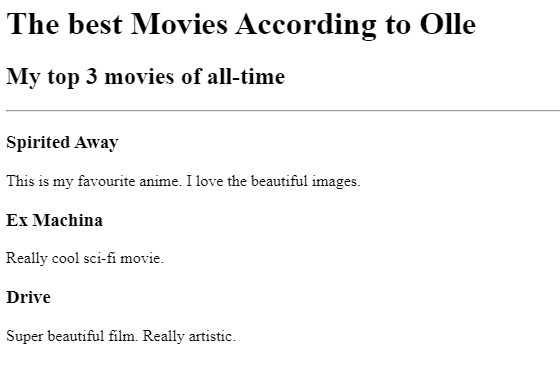 The best Movies According to Olle
My top 3 movies of all-time
Spirited Away
This is my favourite anime. I love the beautiful images.
Ex Machina
Really cool sci-fi movie.
Drive
Super beautiful film. Really artistic.